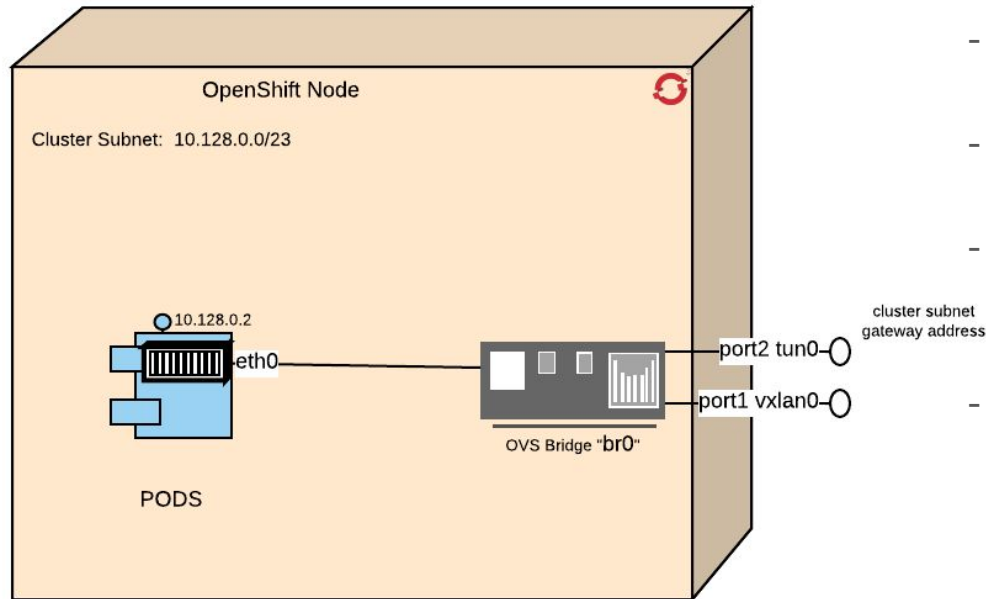 OpenShift Node
Cluster Subnet: 10.128.0.0/23
10.128.0.2
eth0
PODS
OVS Bridge "br0"
port2 tun0
port1 vxlan0
cluster subnet
gateway address
-
-
-
-